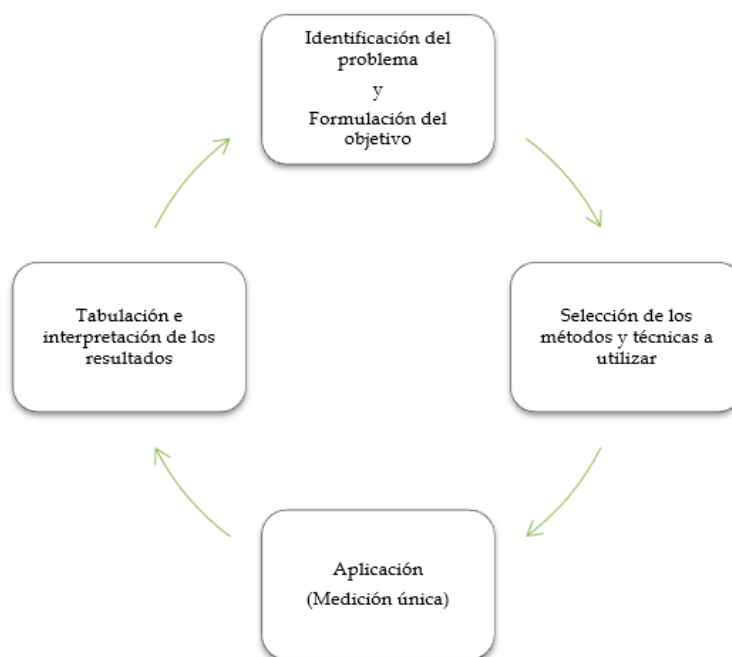 Identificación del
problema
y
Formulación del
objetivo
Selección de los
métodos y técnicas a
utilizar
Aplicación
(Medición única)
Tabulación e
interpretación de los
resultados